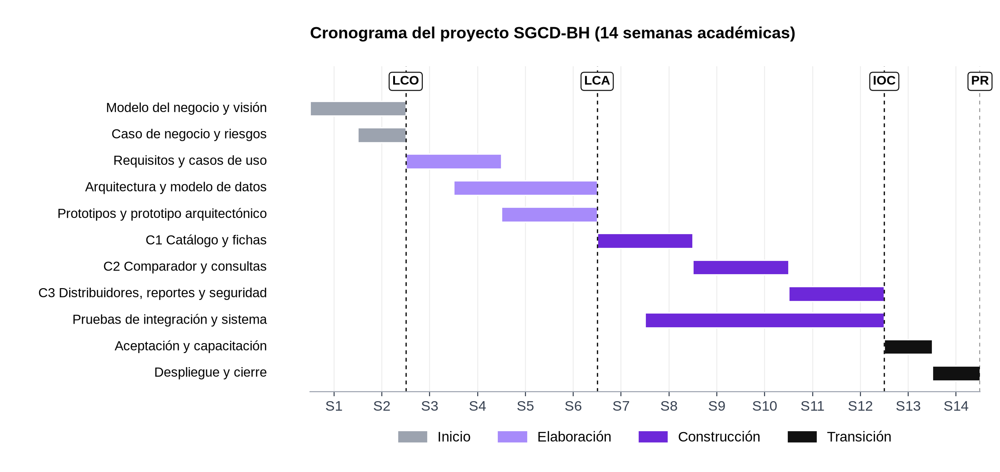 Cronograma del proyecto SGCD-BH (14 semanas académicas)
LCO LCA IOC PR
Modelo del negocio y visión
Caso de negocio y riesgos
Requisitos y casos de uso
Arquitectura y modelo de datos
Prototipos y prototipo arquitectónico
C1 Catálogo y fichas
C2 Comparador y consultas
C3 Distribuidores, reportes y seguridad
Pruebas de integración y sistema
Aceptación y capacitación
Despliegue y cierre
S1 S2 S3 S4 S5 S6 S7 S8 S9 S10 S11 S12 S13 S14
Inicio Elaboración Construcción Transición